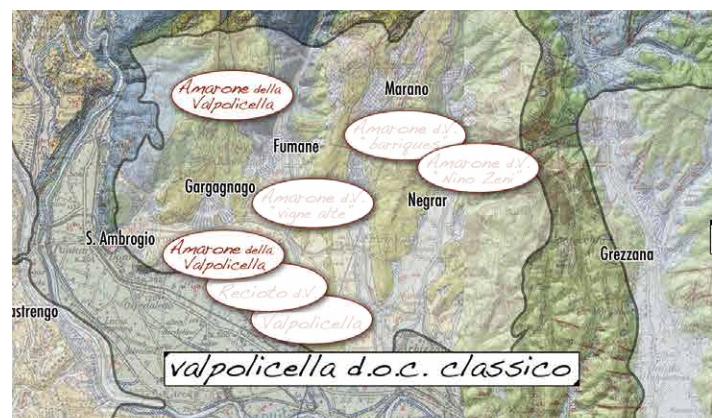 Amarone della
Valpolicella
Marano
Amarone d.V.
"barriques"
Fumane
Amarone d.V.
"Nino Zeni"
Gargagnago
Amarone d.V.
"vigne alte"
Negrar
S. Ambrogio
Amarone della
Valpolicella
Grezzana
Recioto d.V.
astrengo
Valpolicella
valpolicella d.o.c. classico